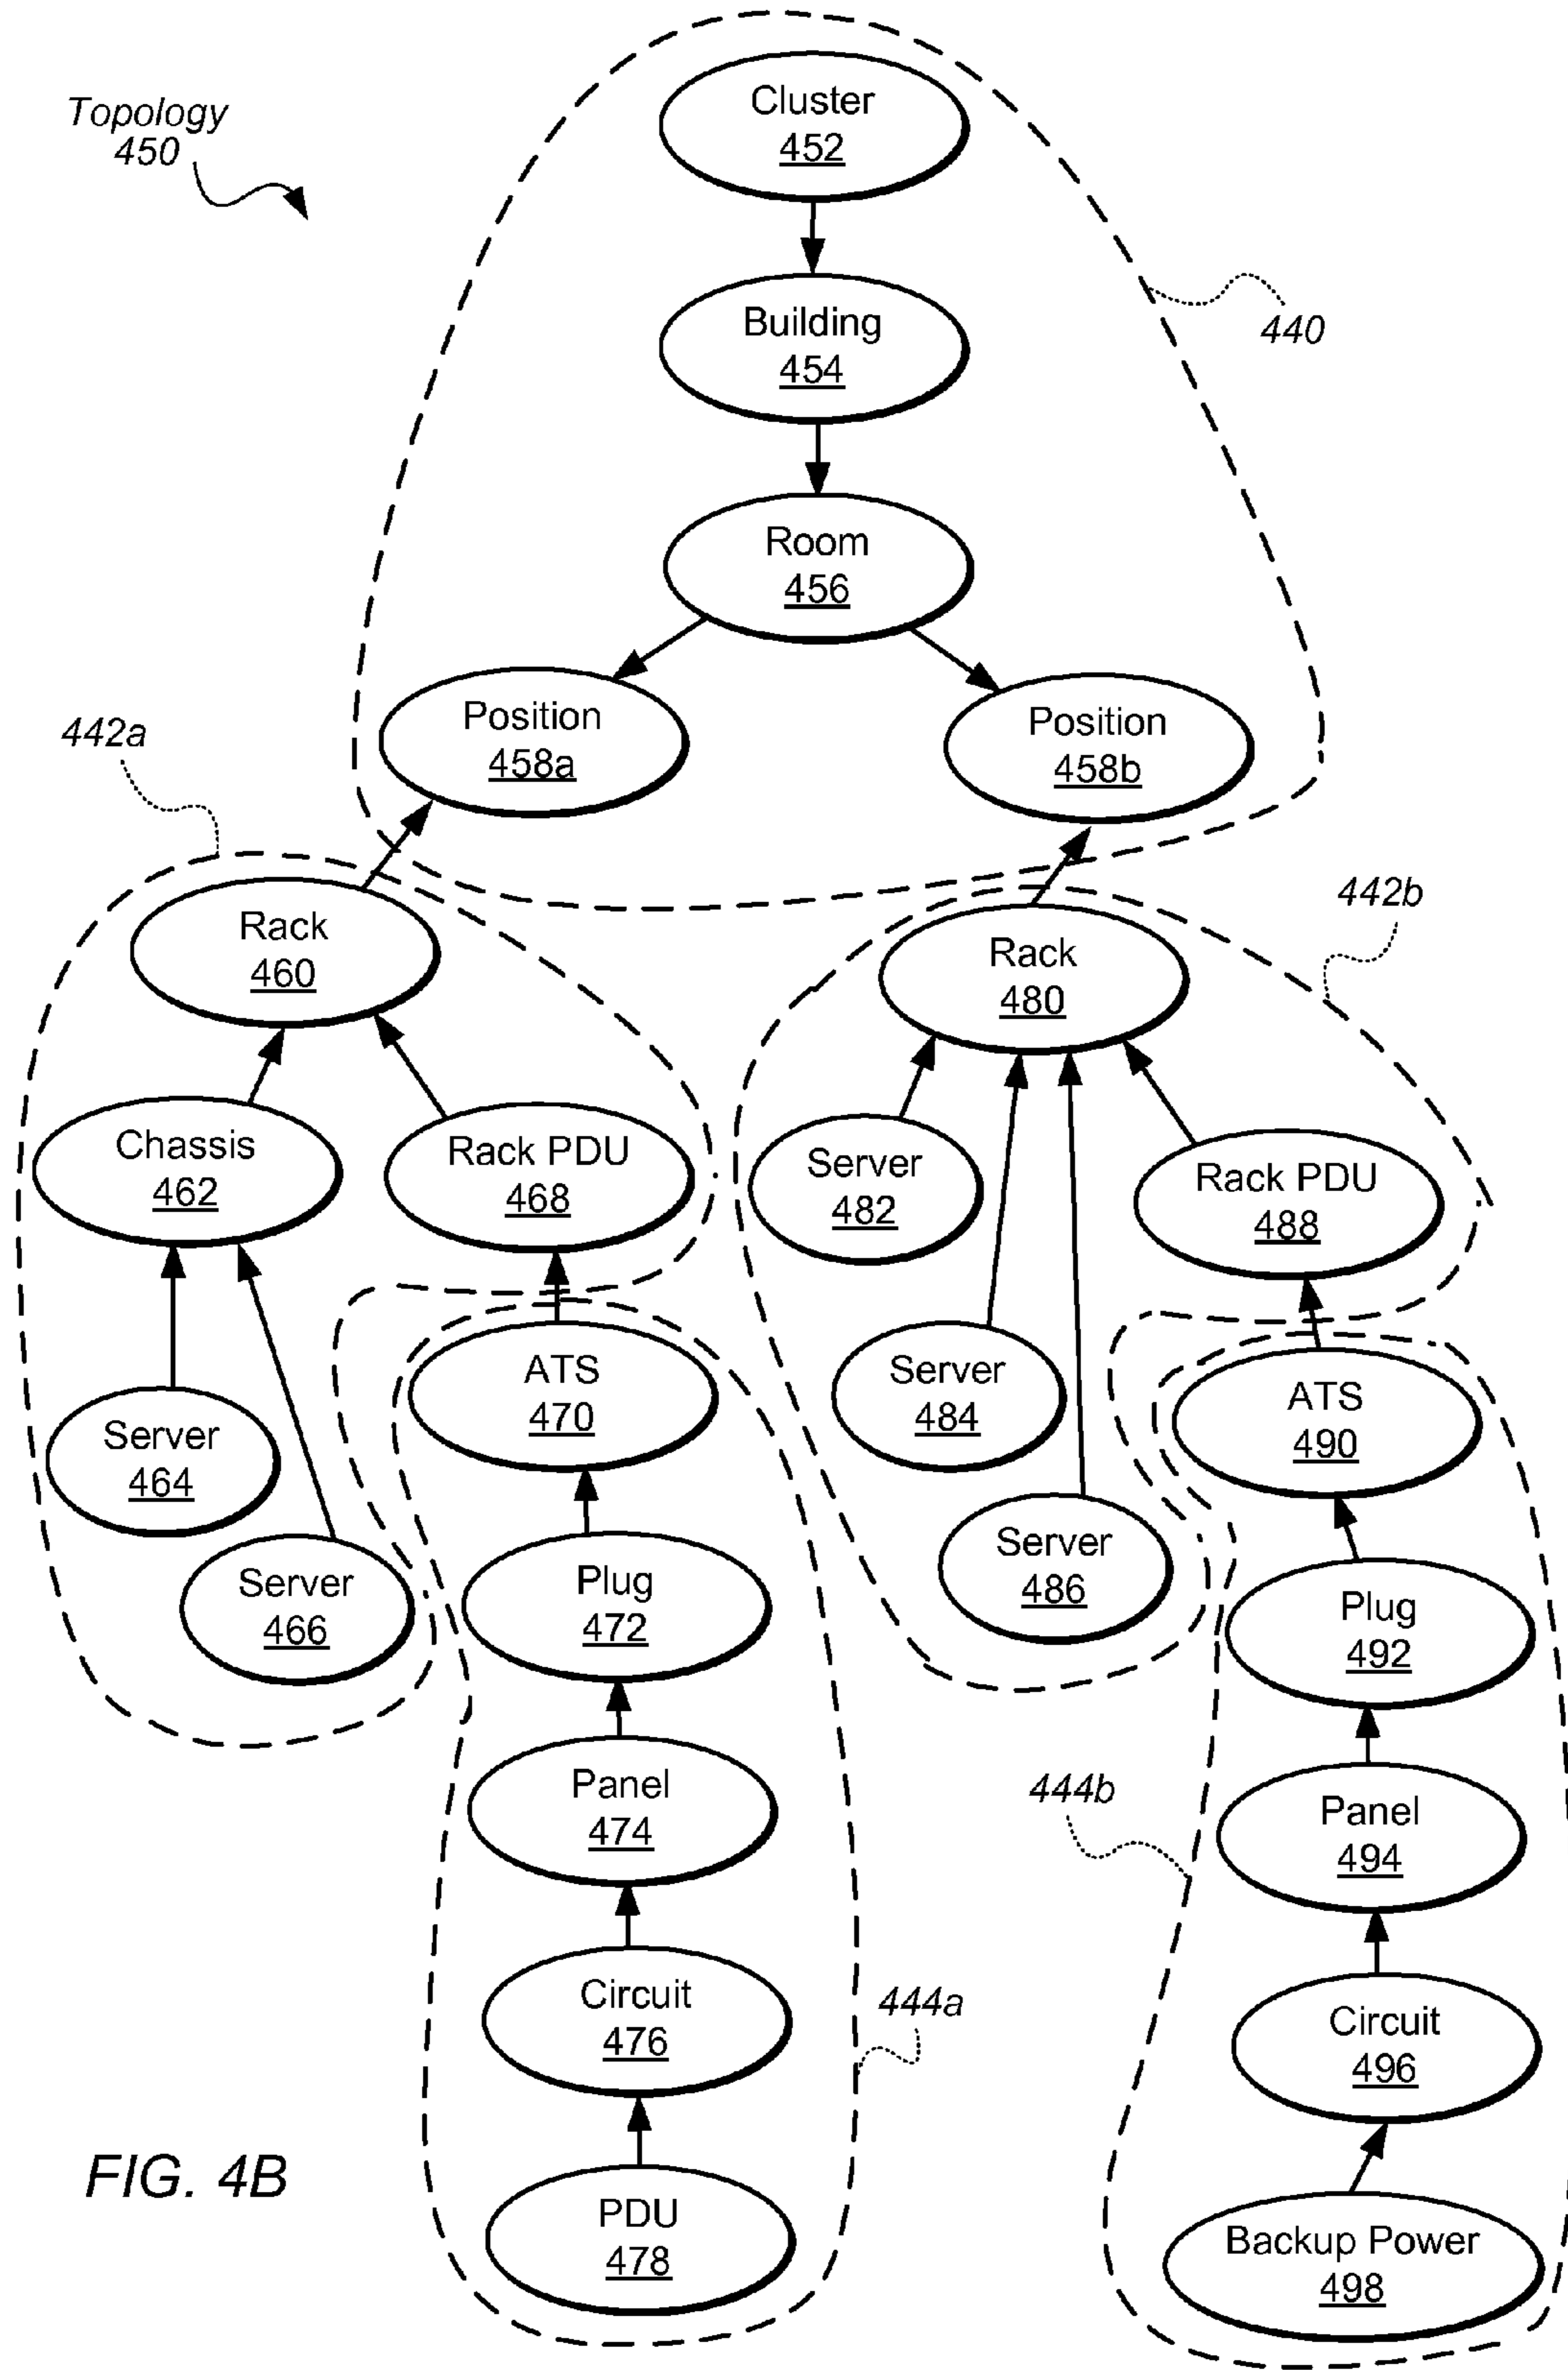 Topology
450
Cluster
452
Building
454
440
Room
456
Position
458a
Position
458b
442a
Rack
460
442b
Rack
480
Chassis
462
Rack PDU
468
Server
482
Rack PDU
488
ATS
470
Server
484
ATS
490
Server
464
Server
486
Server
466
Plug
472
Plug
492
Panel
474
444b
Panel
494
Circuit
476
444a
Circuit
496
FIG. 4B
PDU
478
Backup Power
498